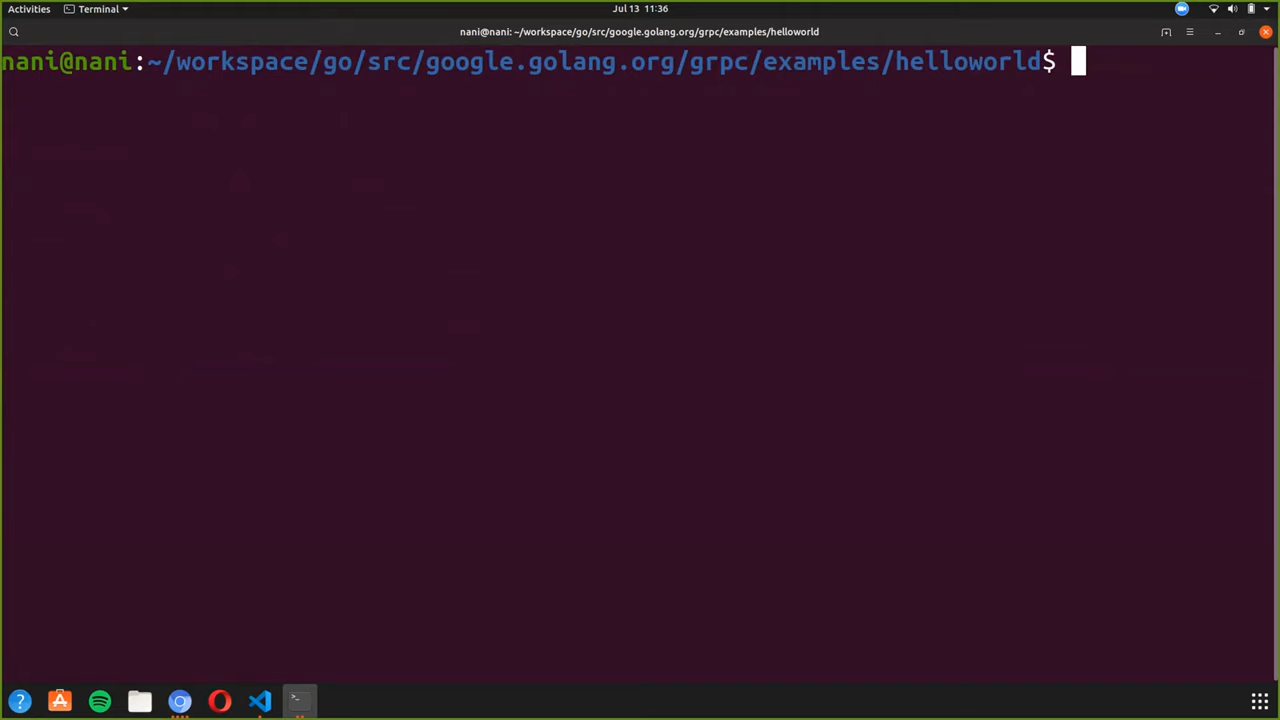 Activities Terminal Jul 13 11:36
nani@nani: ~/workspace/go/src/google.golang.org/grpc/examples/helloworld
nani@nani:~/workspace/go/src/google.golang.org/grpc/examples/helloworld$